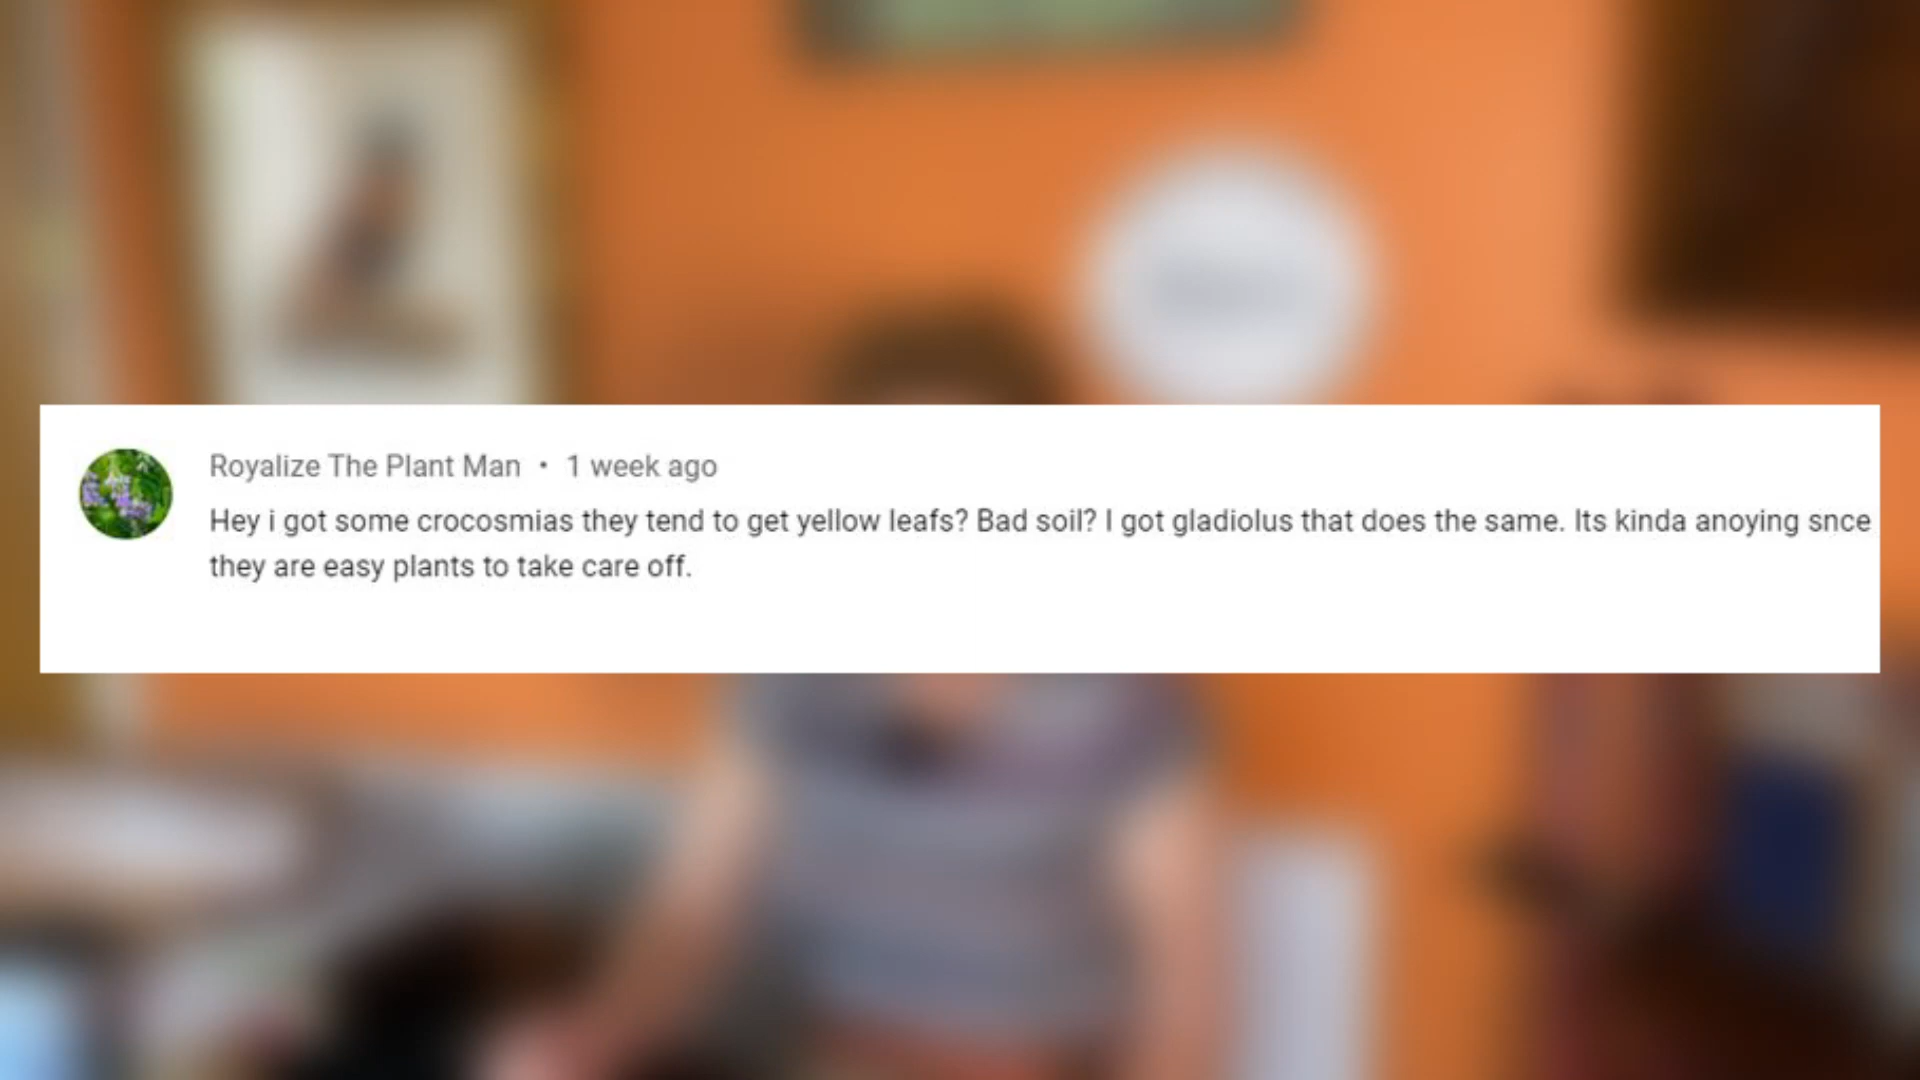 Royalize The Plant Man • 1 week ago
Hey i got some crocosmias they tend to get yellow leafs? Bad soil? I got gladiolus that does the same. Its kinda anoying snce
they are easy plants to take care off.